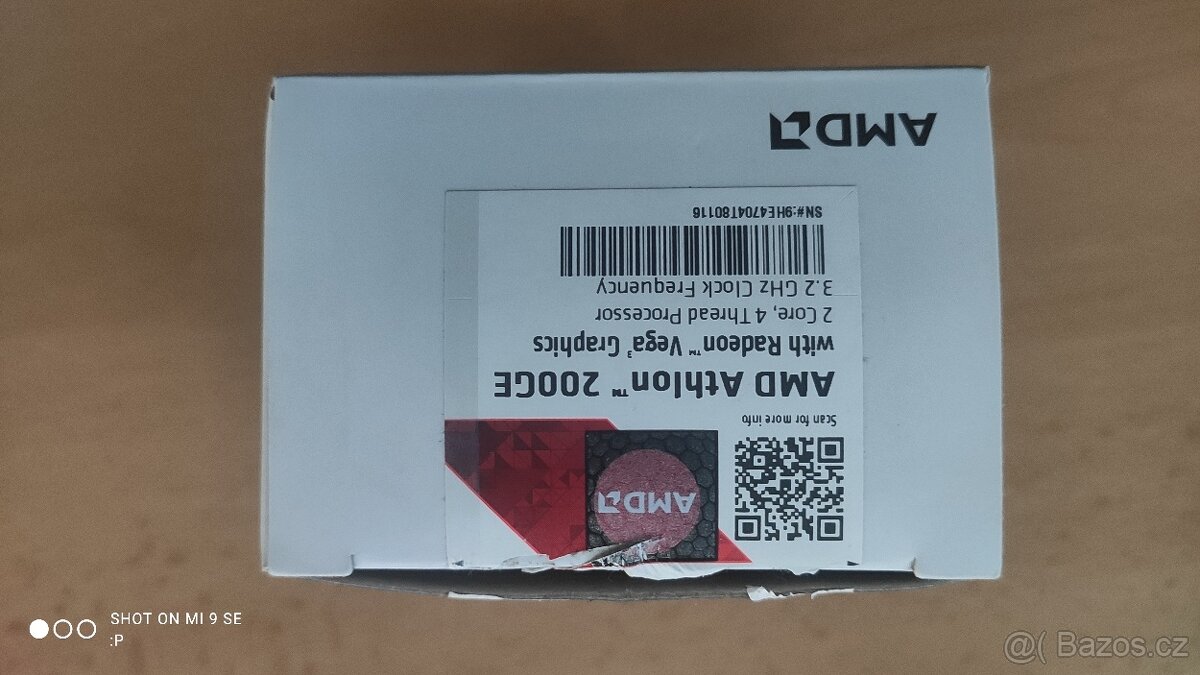 AMD
Scan for more info
AMD
AMD Athlon™ 200GE
with Radeon™ Vega³ Graphics
2 Core, 4 Thread Processor
3.2 GHz Clock Frequency
SN#:9HE4704T80116
SHOT ON MI 9 SE
:P
@( Bazos.cz